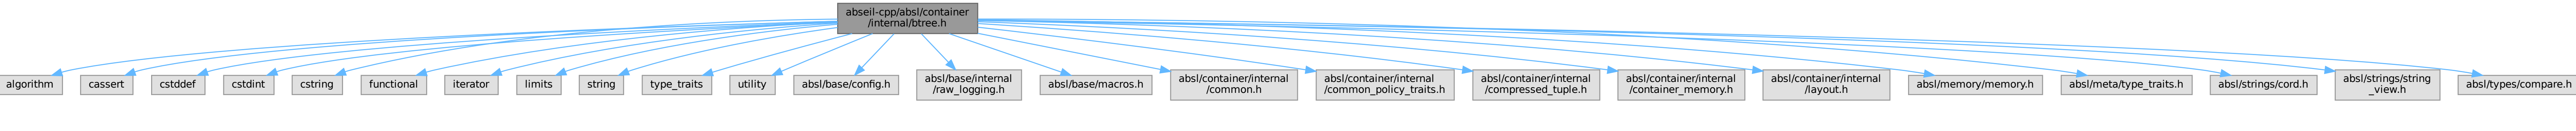 abseil-cpp/absl/container
/internal/btree.h
algorithm
cassert
cstddef
cstdint
cstring
functional
iterator
limits
string
type_traits
utility
absl/base/config.h
absl/base/internal
/raw_logging.h
absl/base/macros.h
absl/container/internal
/common.h
absl/container/internal
/common_policy_traits.h
absl/container/internal
/compressed_tuple.h
absl/container/internal
/container_memory.h
absl/container/internal
/layout.h
absl/memory/memory.h
absl/meta/type_traits.h
absl/strings/cord.h
absl/strings/string
_view.h
absl/types/compare.h